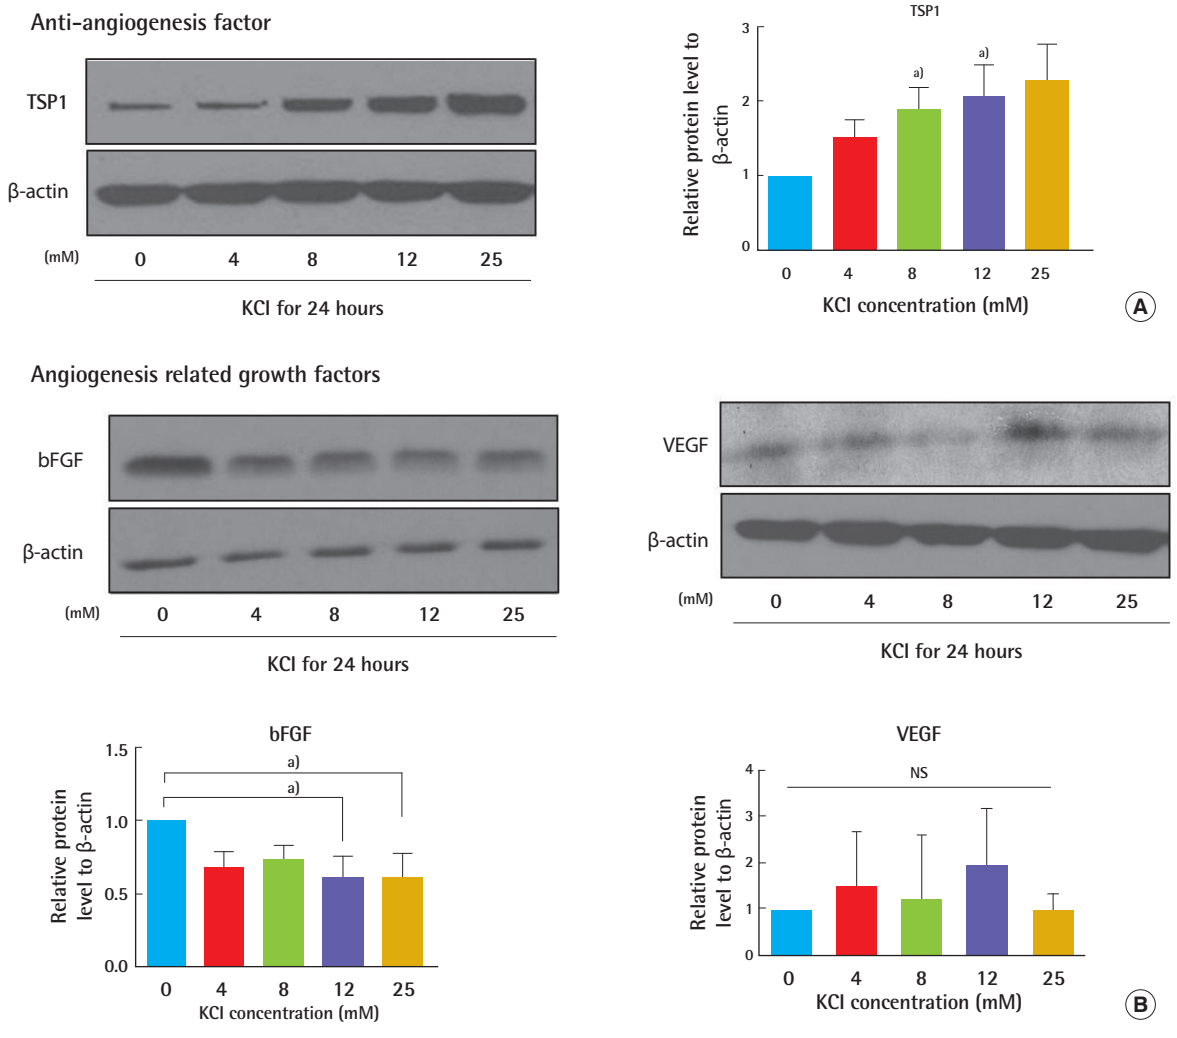 Anti-angiogenesis factor
TSP1
β-actin
(mM) 0 4 8 12 25
KCl for 24 hours
TSP1
Relative protein level to
β-actin
3
2
1
0
a)
a)
0 4 8 12 25
KCl concentration (mM)
A
Angiogenesis related growth factors
bFGF
β-actin
(mM) 0 4 8 12 25
KCl for 24 hours
VEGF
β-actin
(mM) 0 4 8 12 25
KCl for 24 hours
bFGF
Relative protein
level to β-actin
1.5
1.0
0.5
0.0
a)
a)
0 4 8 12 25
KCl concentration (mM)
VEGF
Relative protein
level to β-actin
4
3
2
1
0
NS
0 4 8 12 25
KCl concentration (mM)
B